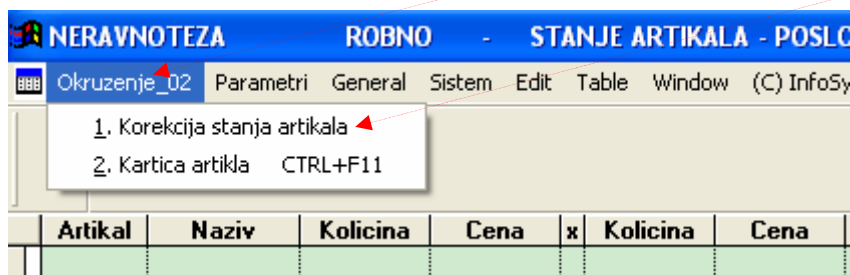 NERAVNOTEZA ROBNO - STANJE ARTIKALA - POSLO
Okruzenje_02 Parametri General Sistem Edit Table Window (C) InfoSy
1. Korekcija stanja artikala
2. Kartica artikla CTRL+F11
Artikal Naziv Kolicina Cena x Kolicina Cena